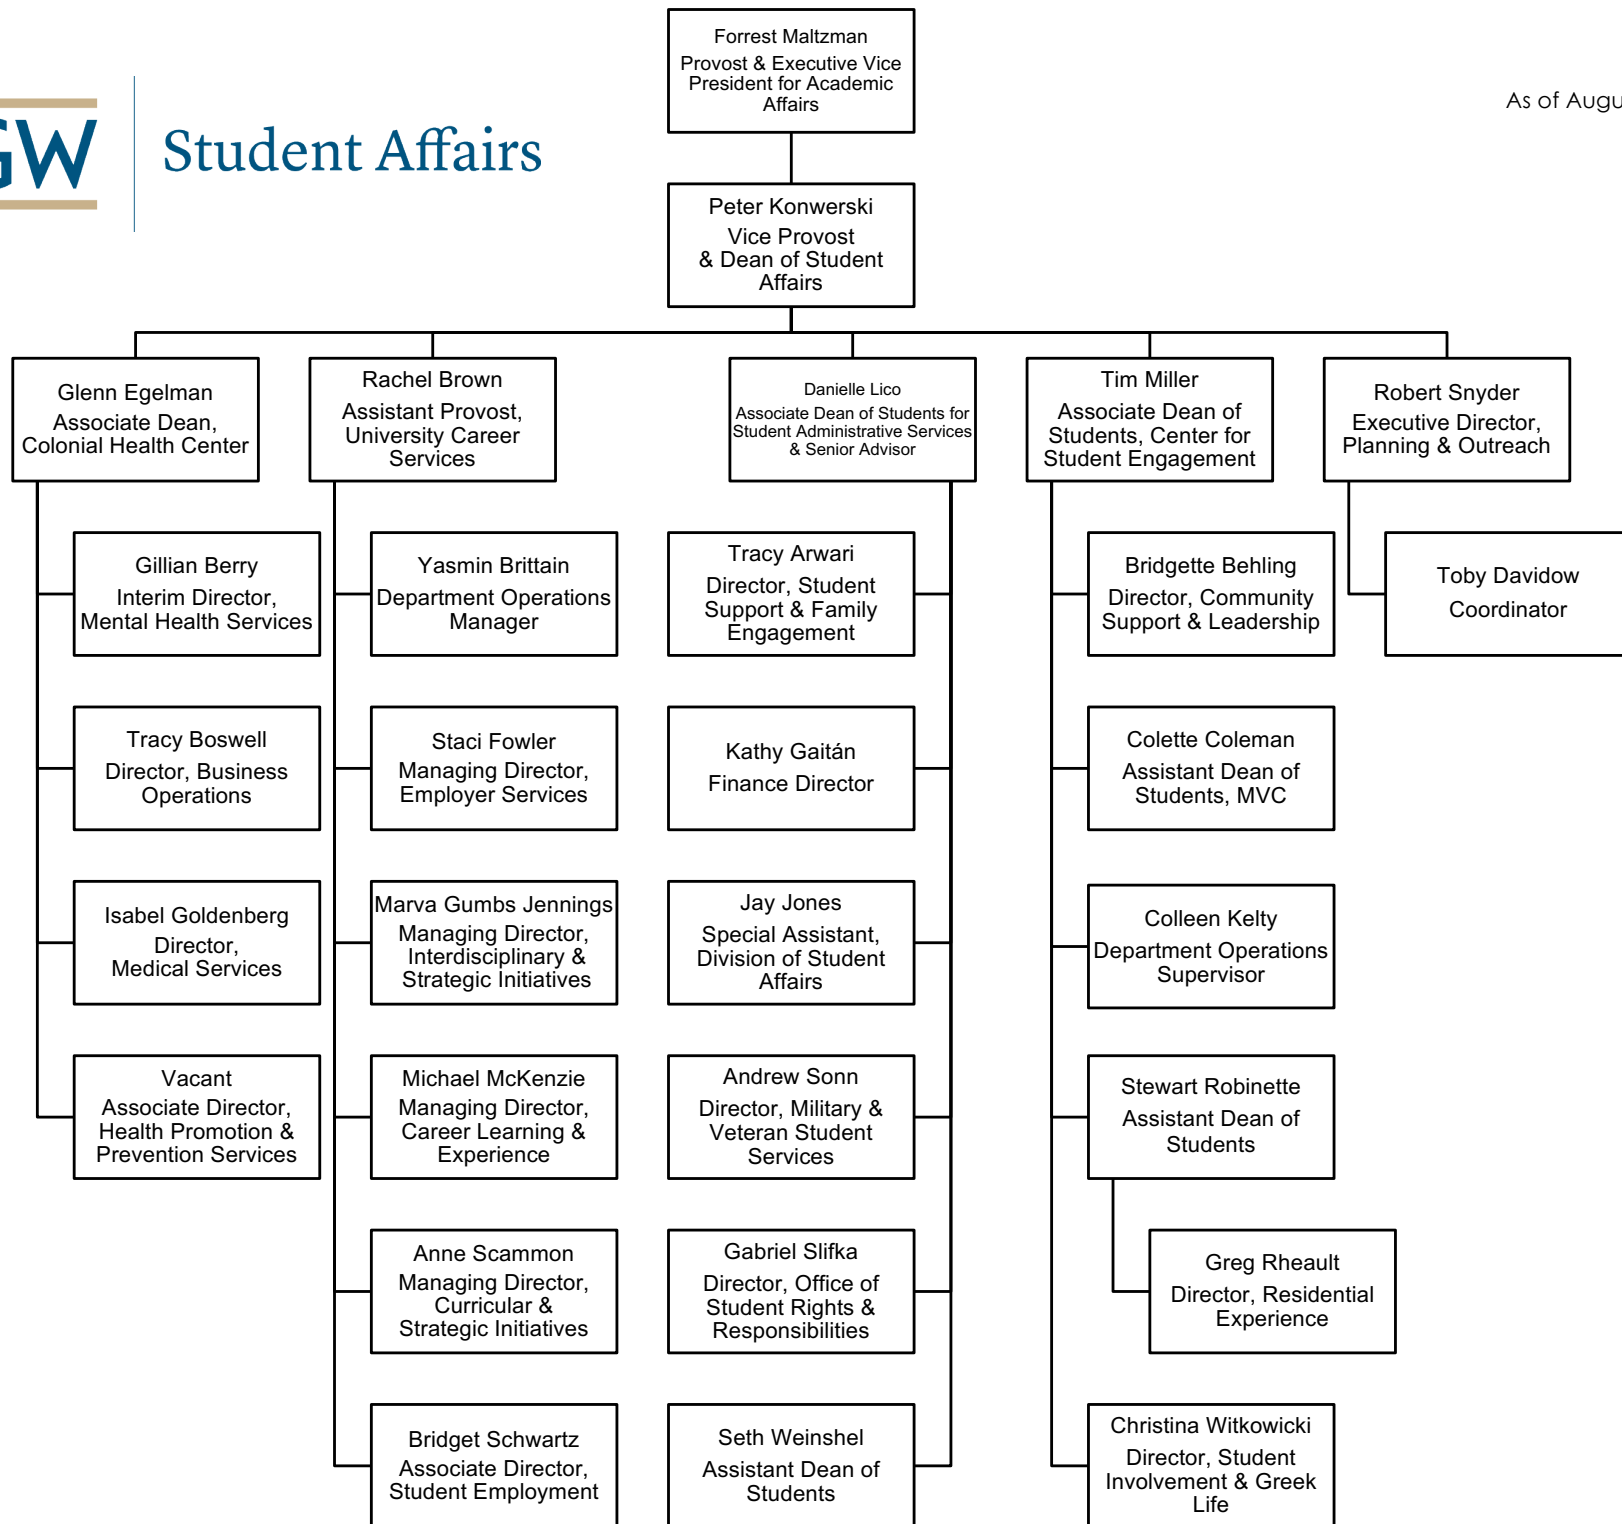 Forrest Maltzman
Provost & Executive Vice
President for Academic
Affairs
As of Augu
GW
Student Affairs
Peter Konwerski
Vice Provost
& Dean of Student
Affairs
Glenn Egelman
Associate Dean,
Colonial Health Center
Rachel Brown
Assistant Provost,
University Career
Services
Danielle Lico
Associate Dean of Students for
Student Administrative Services
& Senior Advisor
Tim Miller
Associate Dean of
Students, Center for
Student Engagement
Robert Snyder
Executive Director,
Planning & Outreach
Gillian Berry
Interim Director,
Mental Health Services
Yasmin Brittain
Department Operations
Manager
Tracy Arwari
Director, Student
Support & Family
Engagement
Bridgette Behling
Director, Community
Support & Leadership
Toby Davidow
Coordinator
Tracy Boswell
Director, Business
Operations
Staci Fowler
Managing Director,
Employer Services
Kathy Gaitán
Finance Director
Colette Coleman
Assistant Dean of
Students, MVC
Isabel Goldenberg
Director,
Medical Services
Marva Gumbs Jennings
Managing Director,
Interdisciplinary &
Strategic Initiatives
Jay Jones
Special Assistant,
Division of Student
Affairs
Colleen Kelty
Department Operations
Supervisor
Vacant
Associate Director,
Health Promotion &
Prevention Services
Michael McKenzie
Managing Director,
Career Learning &
Experience
Andrew Sonn
Director, Military &
Veteran Student
Services
Stewart Robinette
Assistant Dean of
Students
Anne Scammon
Managing Director,
Curricular &
Strategic Initiatives
Gabriel Slifka
Director, Office of
Student Rights &
Responsibilities
Greg Rheault
Director, Residential
Experience
Bridget Schwartz
Associate Director,
Student Employment
Seth Weinshel
Assistant Dean of
Students
Christina Witkowicki
Director, Student
Involvement & Greek
Life